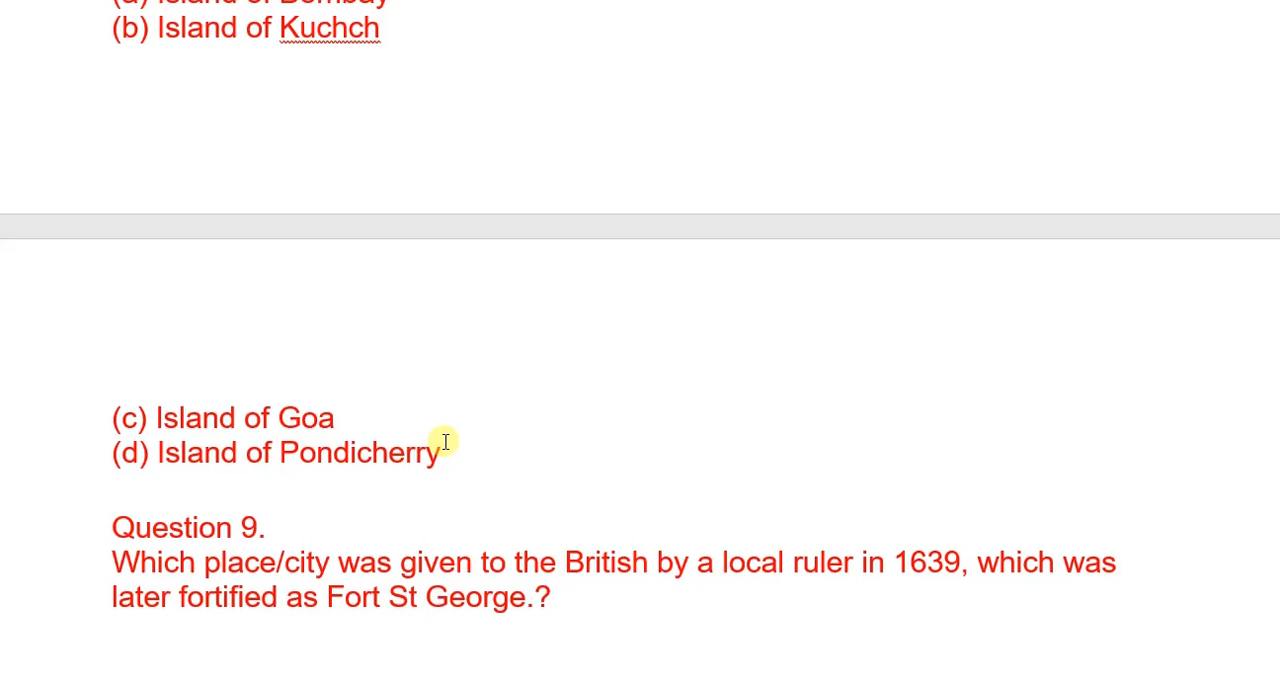 (a) Island of Bombay
(b) Island of Kuchch
(c) Island of Goa
(d) Island of Pondicherry
Question 9.
Which place/city was given to the British by a local ruler in 1639, which was
later fortified as Fort St George.?